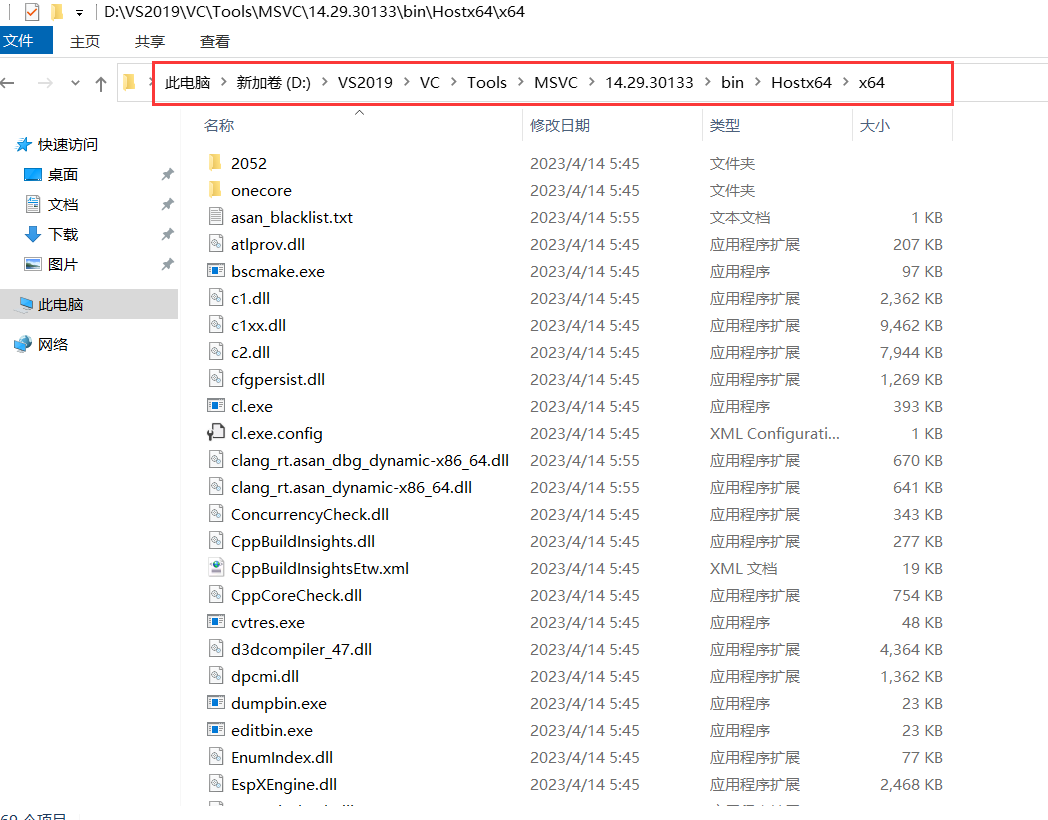 D:\VS2019\VC\Tools\MSVC\14.29.30133\bin\Hostx64\x64
文件 主页 共享 查看
此电脑 > 新加卷 (D:) > VS2019 > VC > Tools > MSVC > 14.29.30133 > bin > Hostx64 > x64
名称 修改日期 类型 大小
快速访问
桌面
文档
下载
图片
此电脑
网络
2052 2023/4/14 5:45 文件夹
onecore 2023/4/14 5:45 文件夹
asan_blacklist.txt 2023/4/14 5:55 文本文档 1 KB
atlprov.dll 2023/4/14 5:45 应用程序扩展 207 KB
bscmake.exe 2023/4/14 5:45 应用程序 97 KB
c1.dll 2023/4/14 5:45 应用程序扩展 2,362 KB
c1xx.dll 2023/4/14 5:45 应用程序扩展 9,462 KB
c2.dll 2023/4/14 5:45 应用程序扩展 7,944 KB
cfgpersist.dll 2023/4/14 5:45 应用程序扩展 1,269 KB
cl.exe 2023/4/14 5:45 应用程序 393 KB
cl.exe.config 2023/4/14 5:45 XML Configurati... 1 KB
clang_rt.asan_dbg_dynamic-x86_64.dll 2023/4/14 5:55 应用程序扩展 670 KB
clang_rt.asan_dynamic-x86_64.dll 2023/4/14 5:55 应用程序扩展 641 KB
ConcurrencyCheck.dll 2023/4/14 5:45 应用程序扩展 343 KB
CppBuildInsights.dll 2023/4/14 5:45 应用程序扩展 277 KB
CppBuildInsightsEtw.xml 2023/4/14 5:45 XML 文档 19 KB
CppCoreCheck.dll 2023/4/14 5:45 应用程序扩展 754 KB
cvtres.exe 2023/4/14 5:45 应用程序 48 KB
d3dcompiler_47.dll 2023/4/14 5:45 应用程序扩展 4,364 KB
dpcmi.dll 2023/4/14 5:45 应用程序扩展 1,362 KB
dumpbin.exe 2023/4/14 5:45 应用程序 23 KB
editbin.exe 2023/4/14 5:45 应用程序 23 KB
EnumIndex.dll 2023/4/14 5:45 应用程序扩展 77 KB
EspXEngine.dll 2023/4/14 5:45 应用程序扩展 2,468 KB